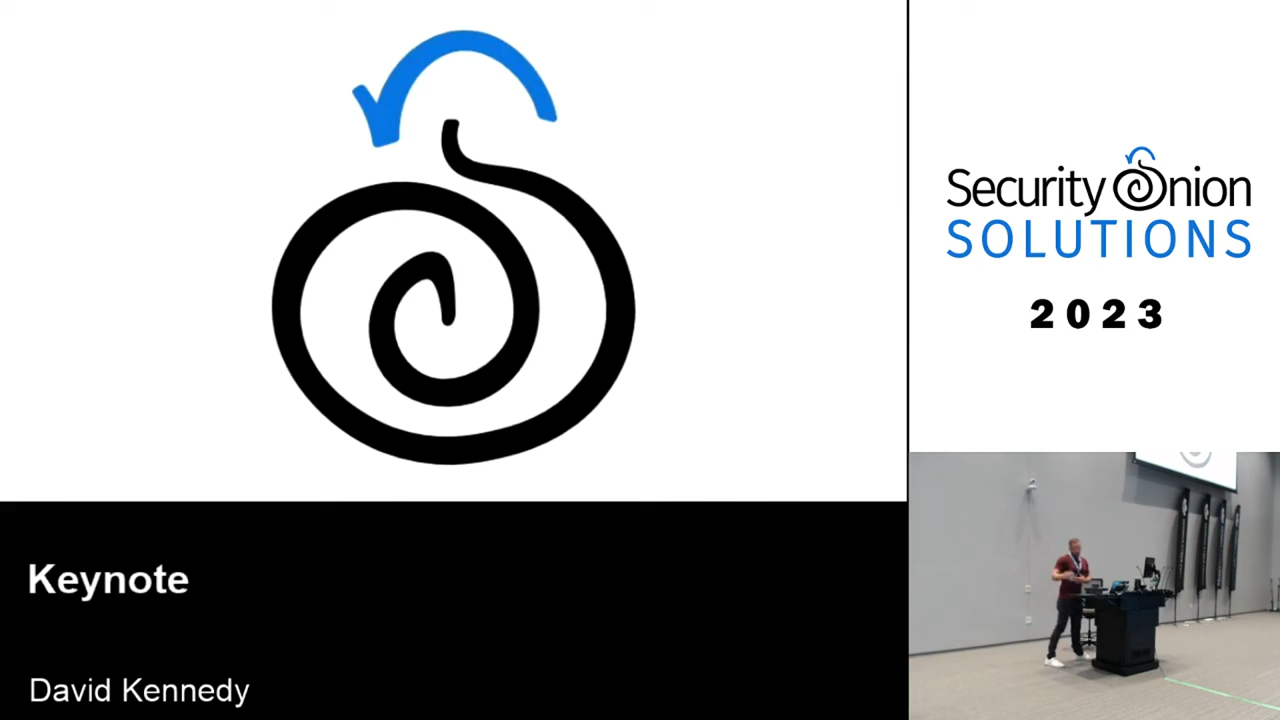 Security Onion
SOLUTIONS
2023
Keynote
David Kennedy